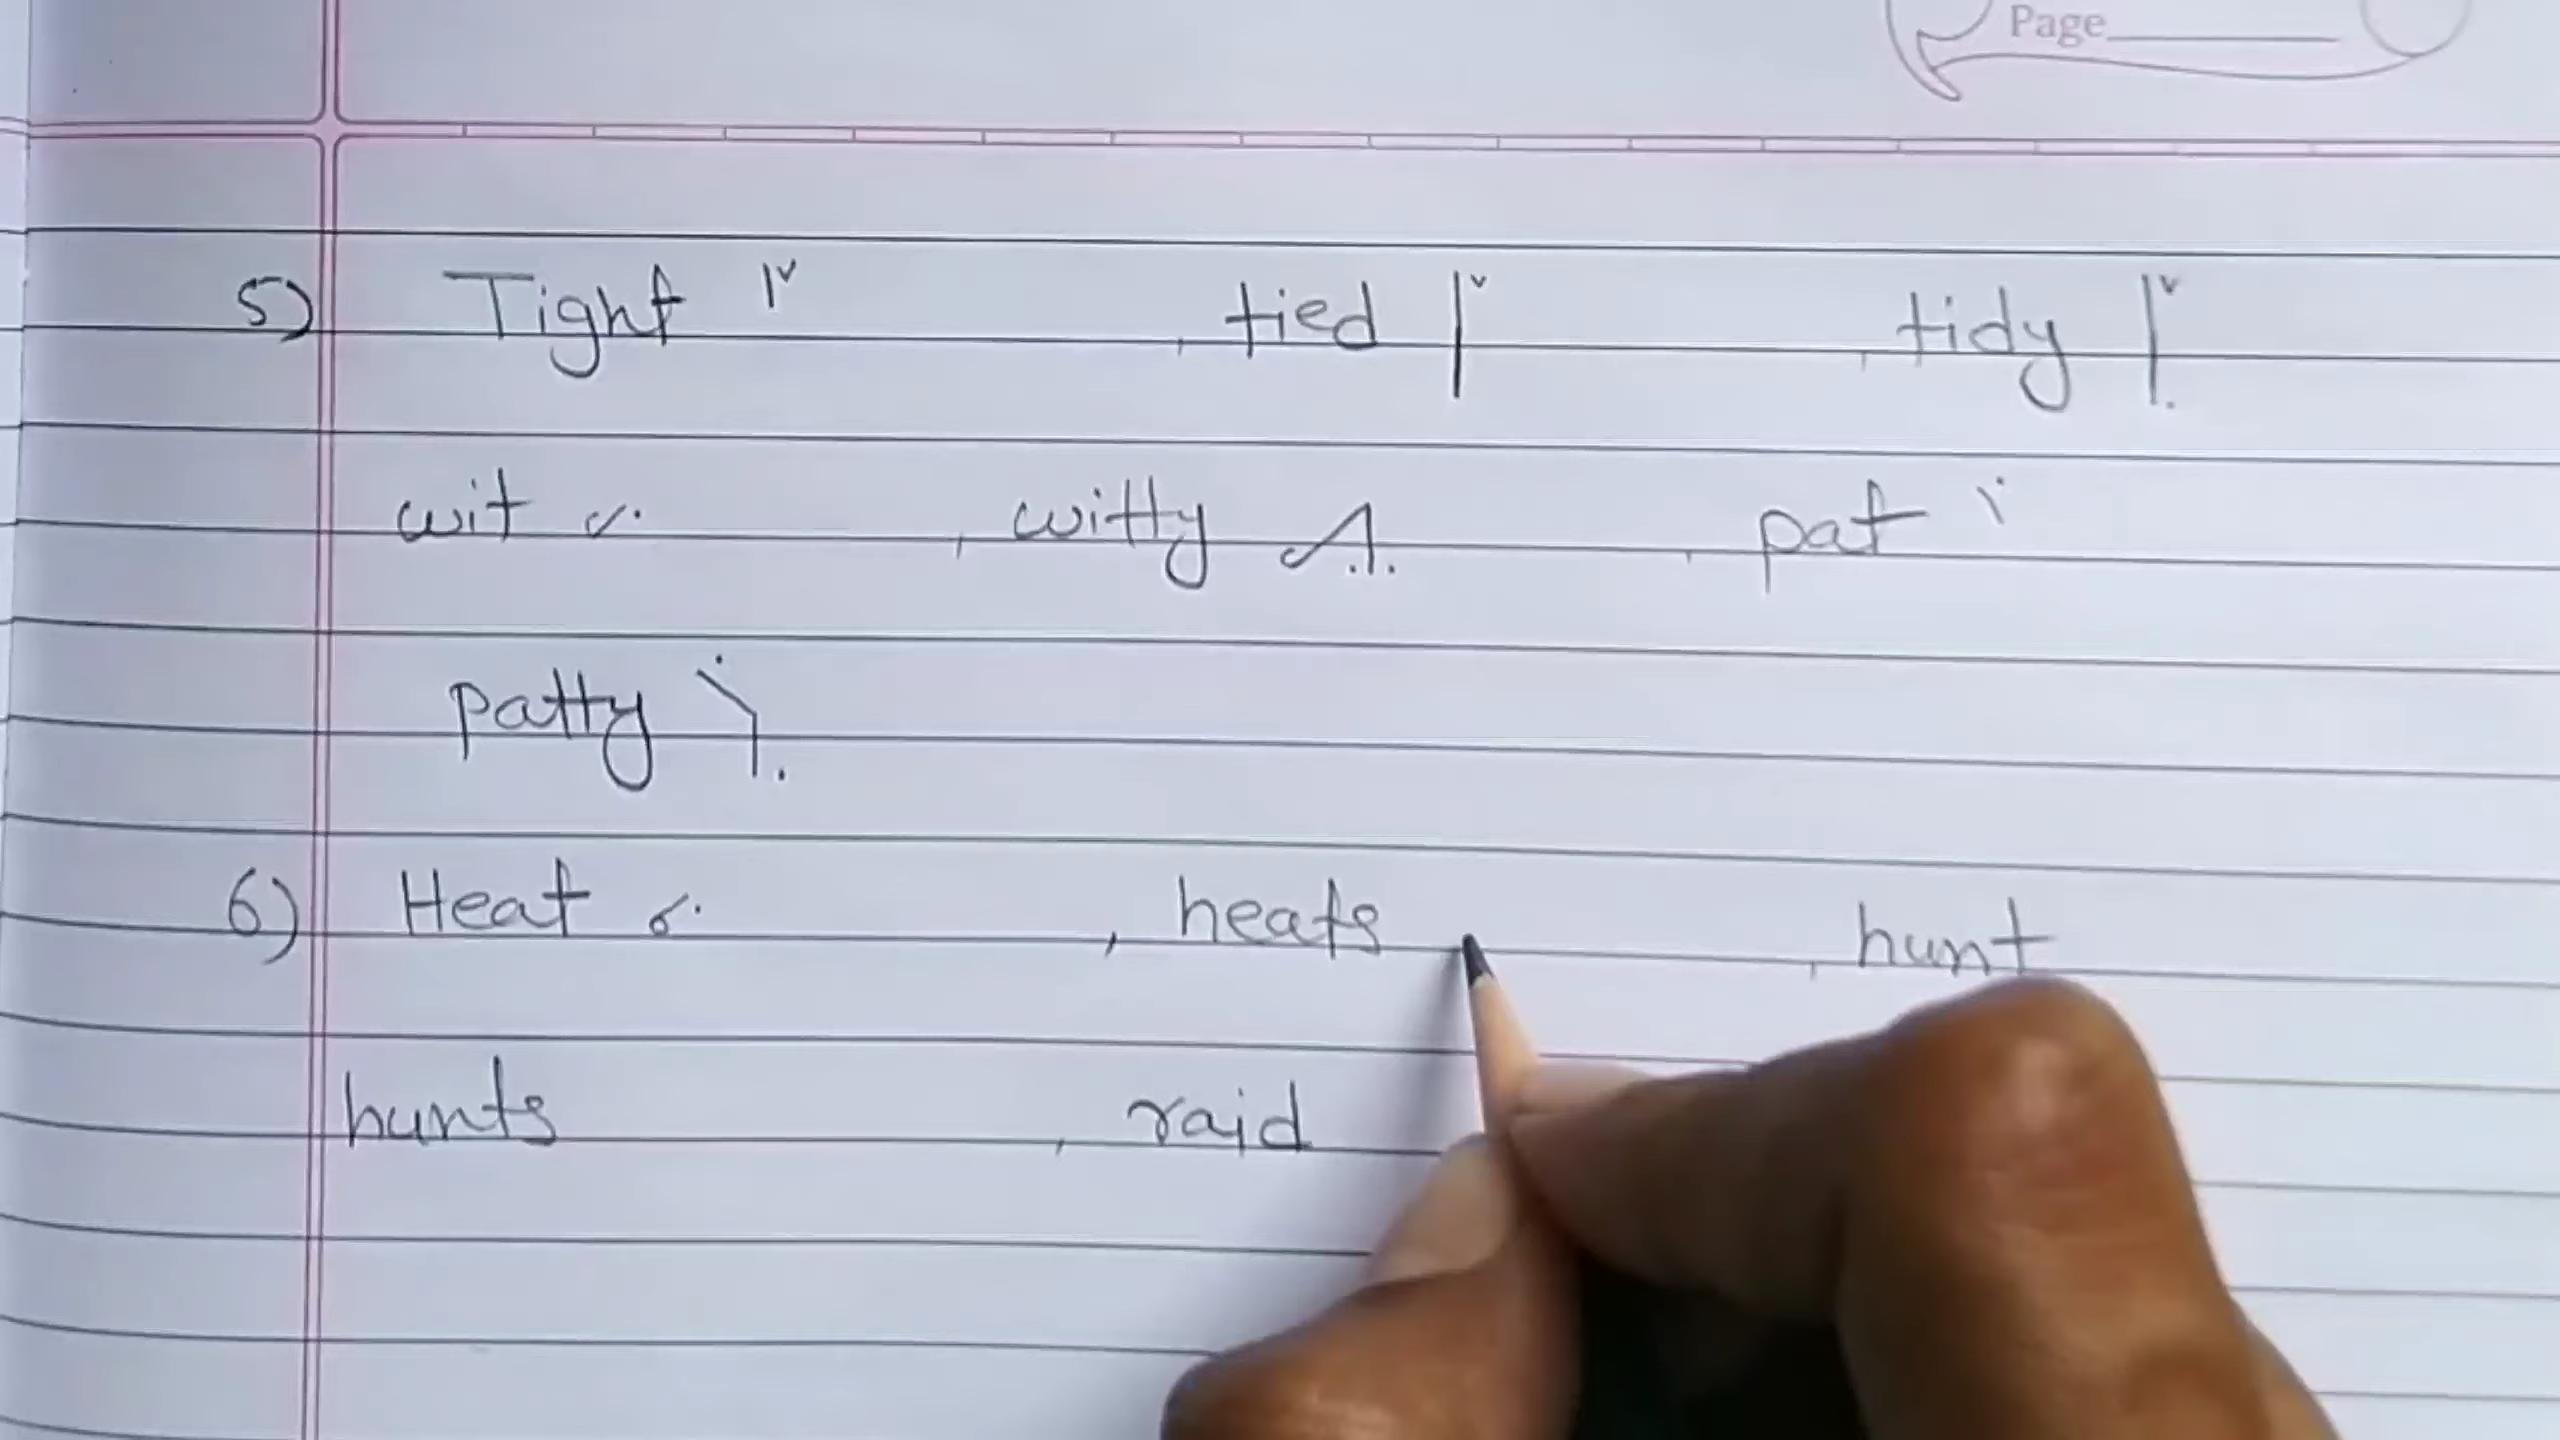 Page
5) Tight , tied , tidy
wit , witty , pat
patty
6) Heat , heats , hunt
hunts , raid